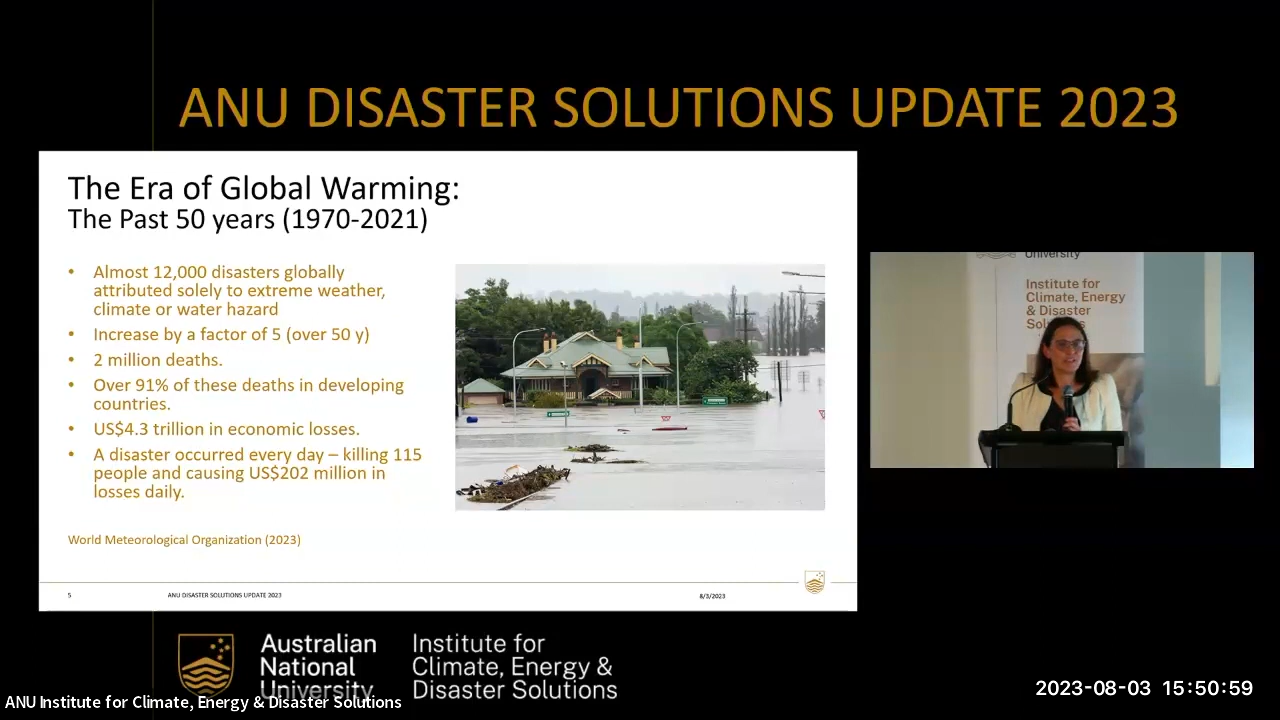 ANU DISASTER SOLUTIONS UPDATE 2023
The Era of Global Warming:
The Past 50 years (1970-2021)
• Almost 12,000 disasters globally
attributed solely to extreme weather,
climate or water hazard
• Increase by a factor of 5 (over 50 y)
• 2 million deaths.
• Over 91% of these deaths in developing
countries.
• US$4.3 trillion in economic losses.
• A disaster occurred every day – killing 115
people and causing US$202 million in
losses daily.
World Meteorological Organization (2023)
5
ANU DISASTER SOLUTIONS UPDATE 2023
8/3/2023
University
Institute for
Climate, Energy
& Disaster
Australian
National
University
Institute for
Climate, Energy &
Disaster Solutions
ANU Institute for Climate, Energy & Disaster Solutions
2023-08-03 15:50:59